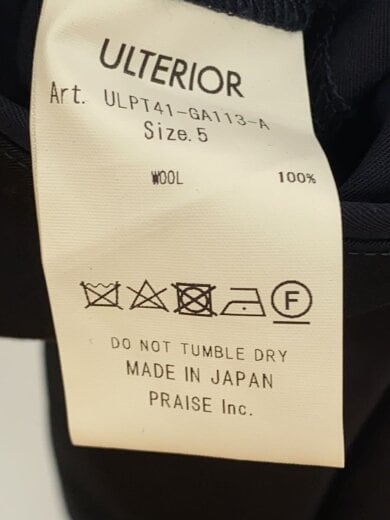 ULTERIOR
Art. ULPT41-GA113-A
Size.5
WOOL 100%
F
DO NOT TUMBLE DRY
MADE IN JAPAN
PRAISE Inc.